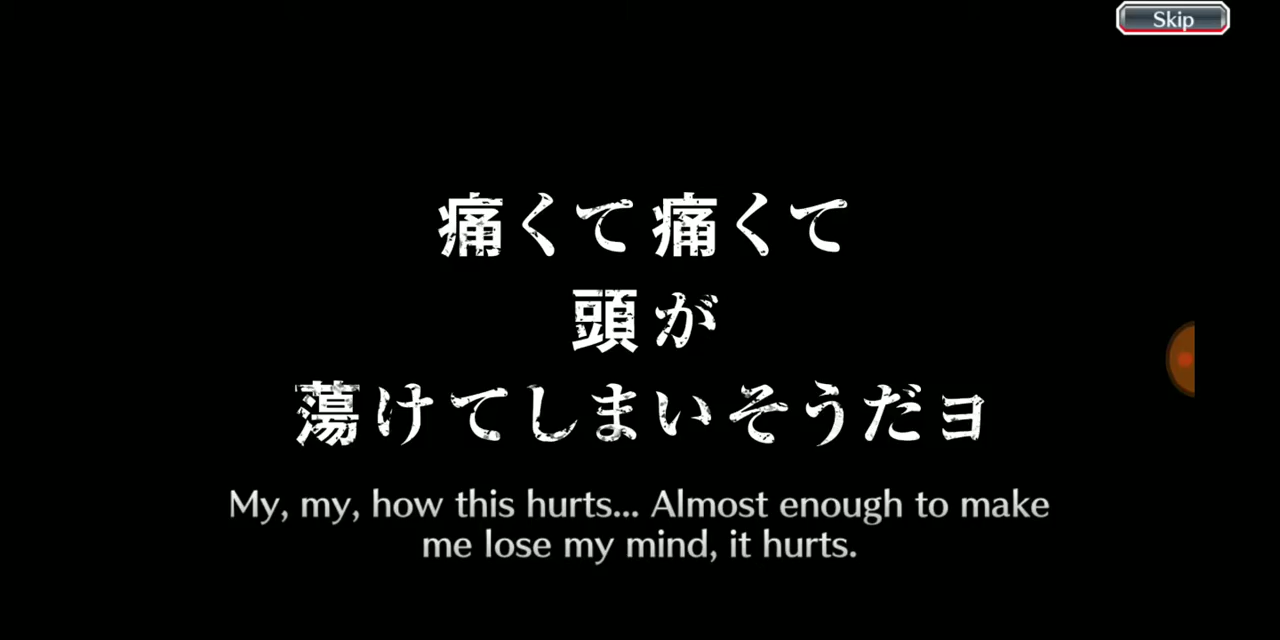 Skip
痛くて痛くて
頭が
蕩けてしまいそうだヨ
My, my, how this hurts... Almost enough to make
me lose my mind, it hurts.